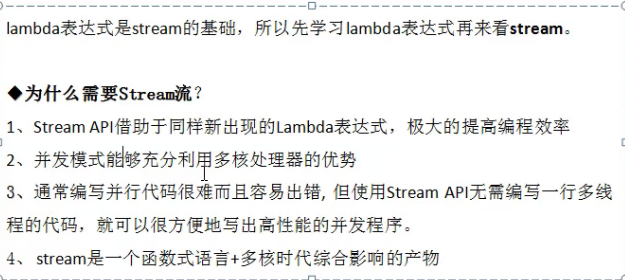 lambda表达式是stream的基础，所以先学习lambda表达式再来看stream。
◆为什么需要Stream流？
1、Stream API借助于同样新出现的Lambda表达式，极大的提高编程效率
2、并发模式能够充分利用多核处理器的优势
3、通常编写并行代码很难而且容易出错, 但使用Stream API无需编写一行多线
程的代码，就可以很方便地写出高性能的并发程序。
4、 stream是一个函数式语言+多核时代综合影响的产物